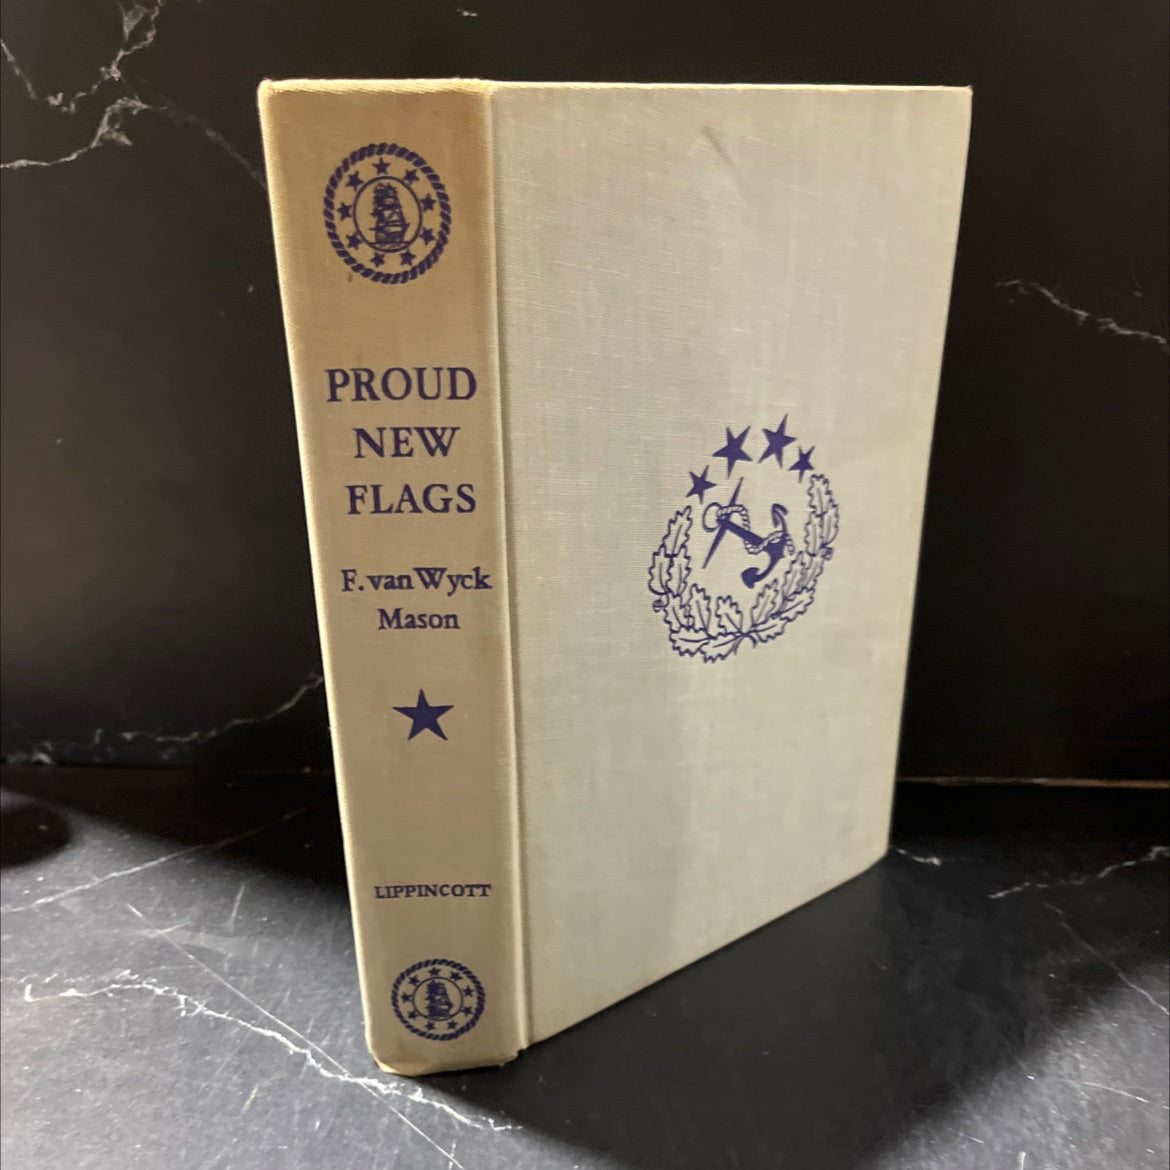 PROUD
NEW
FLAGS
F. van Wyck
Mason
LIPPINCOTT